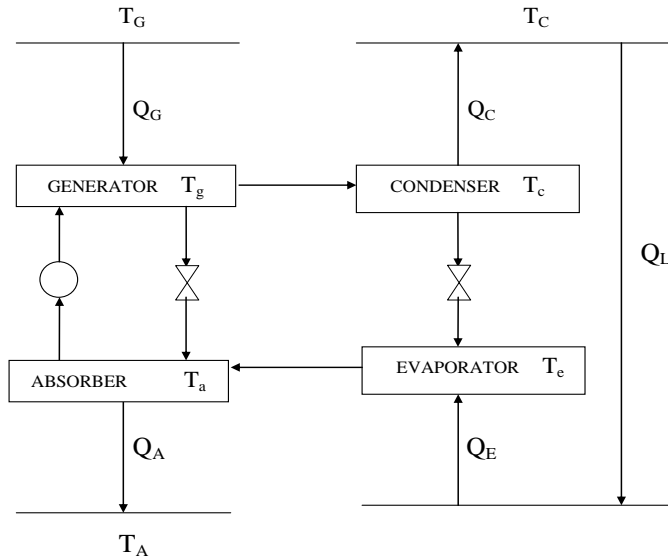 T_G
T_C
Q_G
Q_C
GENERATOR T_g
CONDENSER T_c
Q_L
ABSORBER T_a
EVAPORATOR T_e
Q_A
Q_E
T_A